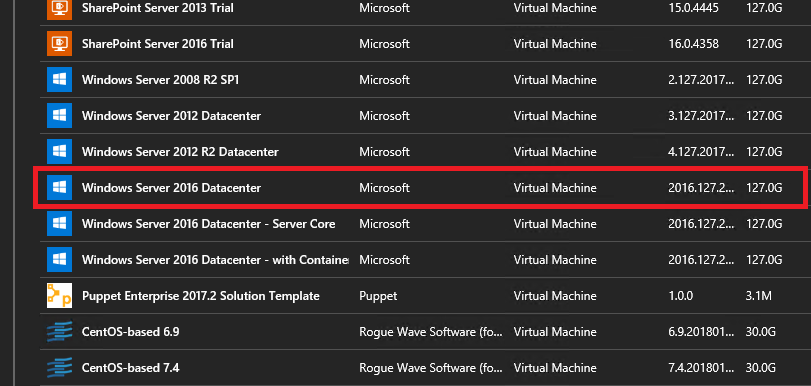 SharePoint Server 2013 Trial Microsoft Virtual Machine 15.0.4445 127.0G
SharePoint Server 2016 Trial Microsoft Virtual Machine 16.0.4358 127.0G
Windows Server 2008 R2 SP1 Microsoft Virtual Machine 2.127.2017... 127.0G
Windows Server 2012 Datacenter Microsoft Virtual Machine 3.127.2017... 127.0G
Windows Server 2012 R2 Datacenter Microsoft Virtual Machine 4.127.2017... 127.0G
Windows Server 2016 Datacenter Microsoft Virtual Machine 2016.127.2... 127.0G
Windows Server 2016 Datacenter - Server Core Microsoft Virtual Machine 2016.127.2... 127.0G
Windows Server 2016 Datacenter - with Container Microsoft Virtual Machine 2016.127.2... 127.0G
Puppet Enterprise 2017.2 Solution Template Puppet Virtual Machine 1.0.0 3.1M
CentOS-based 6.9 Rogue Wave Software (fo... Virtual Machine 6.9.201801... 30.0G
CentOS-based 7.4 Rogue Wave Software (fo... Virtual Machine 7.4.201801... 30.0G